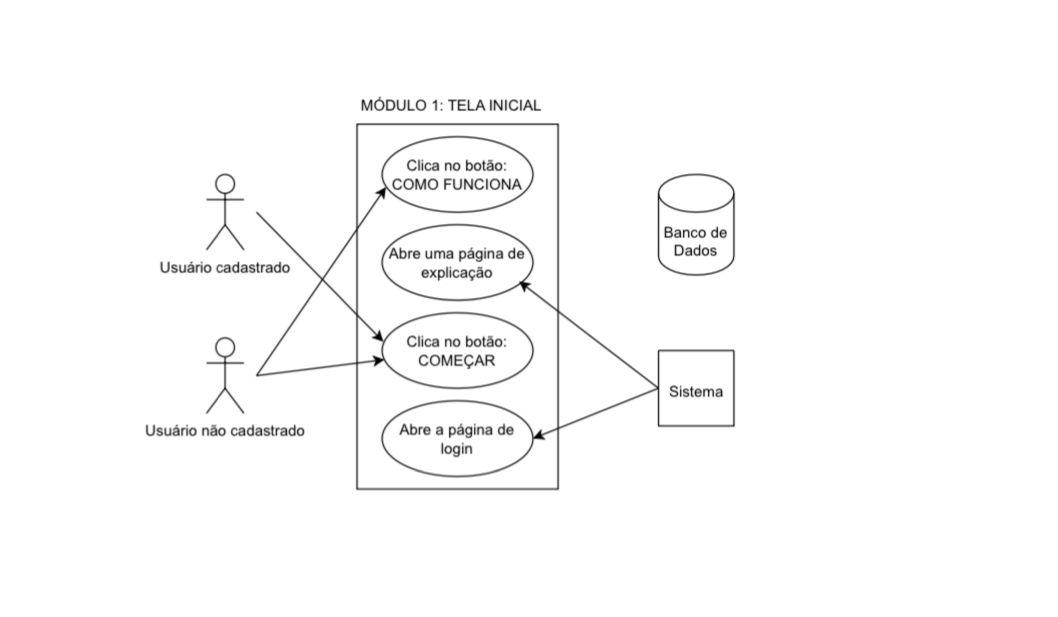 MÓDULO 1: TELA INICIAL
Clica no botão:
COMO FUNCIONA
Abre uma página de
explicação
Clica no botão:
COMEÇAR
Abre a página de
login
Usuário cadastrado
Usuário não cadastrado
Banco de
Dados
Sistema